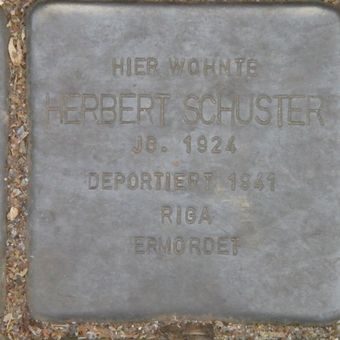 HIER WOHNTE
HERBERT SCHUSTER
JG. 1924
DEPORTIERT 1941
RIGA
ERMORDET